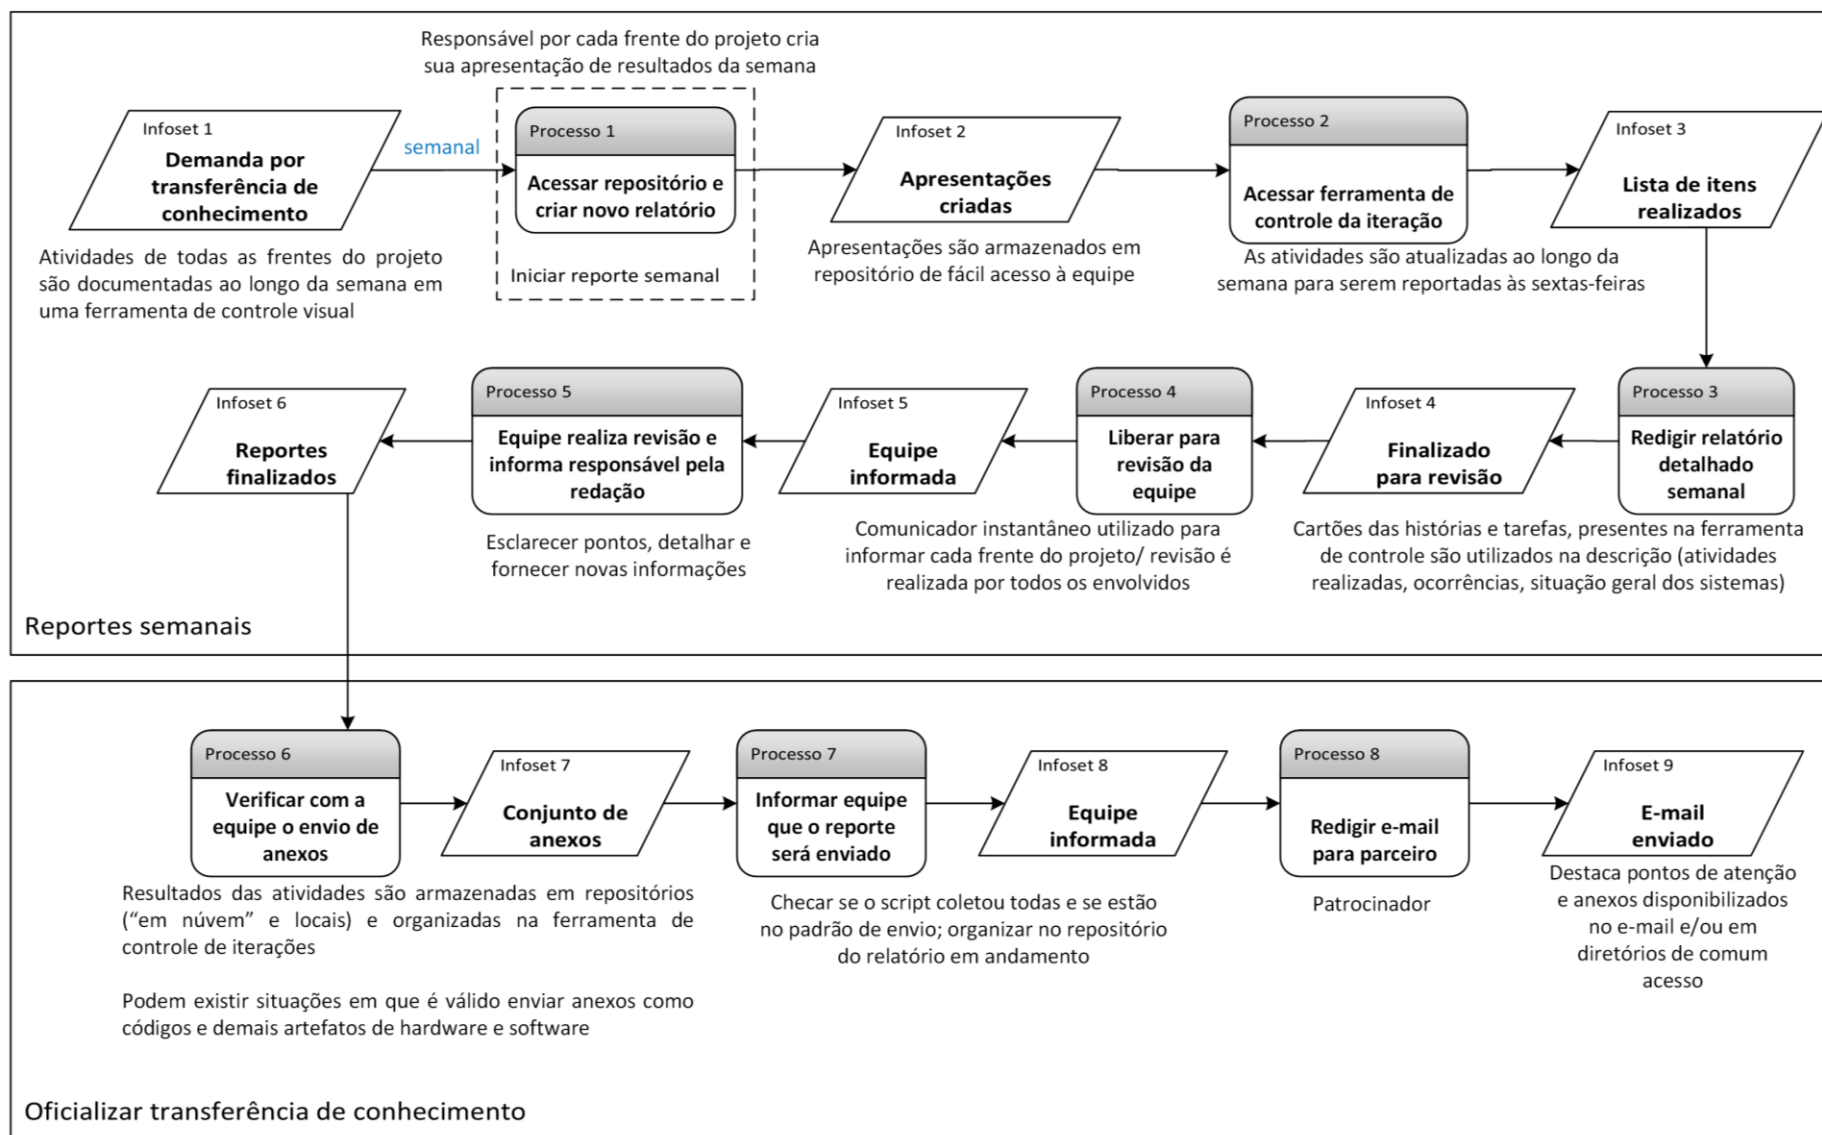 Responsável por cada frente do projeto cria
sua apresentação de resultados da semana
Infoset 1
Demanda por
transferência de
conhecimento
Atividades de todas as frentes do projeto
são documentadas ao longo da semana em
uma ferramenta de controle visual
semanal
Processo 1
Acessar repositório e
criar novo relatório
Iniciar reporte semanal
Infoset 2
Apresentações
criadas
Apresentações são armazenados em
repositório de fácil acesso à equipe
Processo 2
Acessar ferramenta de
controle da iteração
As atividades são atualizadas ao longo da
semana para serem reportadas às sextas-feiras
Infoset 3
Lista de itens
realizados
Processo 3
Redigir relatório
detalhado
semanal
Infoset 4
Finalizado
para revisão
Cartões das histórias e tarefas, presentes na ferramenta
de controle são utilizados na descrição (atividades
realizadas, ocorrências, situação geral dos sistemas)
Processo 4
Liberar para
revisão da
equipe
Infoset 5
Equipe
informada
Comunicador instantâneo utilizado para
informar cada frente do projeto/ revisão é
realizada por todos os envolvidos
Processo 5
Equipe realiza revisão e
informa responsável pela
redação
Esclarecer pontos, detalhar e
fornecer novas informações
Infoset 6
Reportes
finalizados
Reportes semanais
Processo 6
Verificar com a
equipe o envio de
anexos
Resultados das atividades são armazenadas em repositórios
(“em núvem” e locais) e organizadas na ferramenta de
controle de iterações
Podem existir situações em que é válido enviar anexos como
códigos e demais artefatos de hardware e software
Infoset 7
Conjunto de
anexos
Processo 7
Informar equipe
que o reporte
será enviado
Checar se o script coletou todas e se estão
no padrão de envio; organizar no repositório
do relatório em andamento
Infoset 8
Equipe
informada
Processo 8
Redigir e-mail
para parceiro
Patrocinador
Infoset 9
E-mail
enviado
Destaca pontos de atenção
e anexos disponibilizados
no e-mail e/ou em
diretórios de comum
acesso
Oficializar transferência de conhecimento